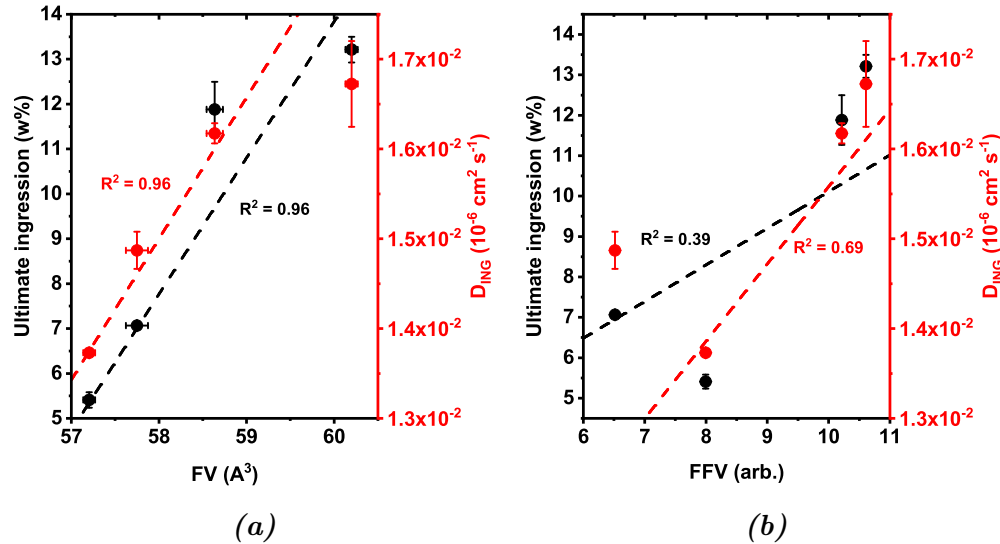 14
13
12
11
10
9
8
7
6
5
Ultimate ingression (w%)
57
58
59
60
FV (A³)
R² = 0.96
R² = 0.96
1.7x10⁻²
1.6x10⁻²
1.5x10⁻²
1.4x10⁻²
1.3x10⁻²
D_ING (10⁻⁶ cm² s⁻¹)
(a)
14
13
12
11
10
9
8
7
6
5
Ultimate ingression (w%)
6
7
8
9
10
11
FFV (arb.)
R² = 0.39
R² = 0.69
1.7x10⁻²
1.6x10⁻²
1.5x10⁻²
1.4x10⁻²
1.3x10⁻²
D_ING (10⁻⁶ cm² s⁻¹)
(b)